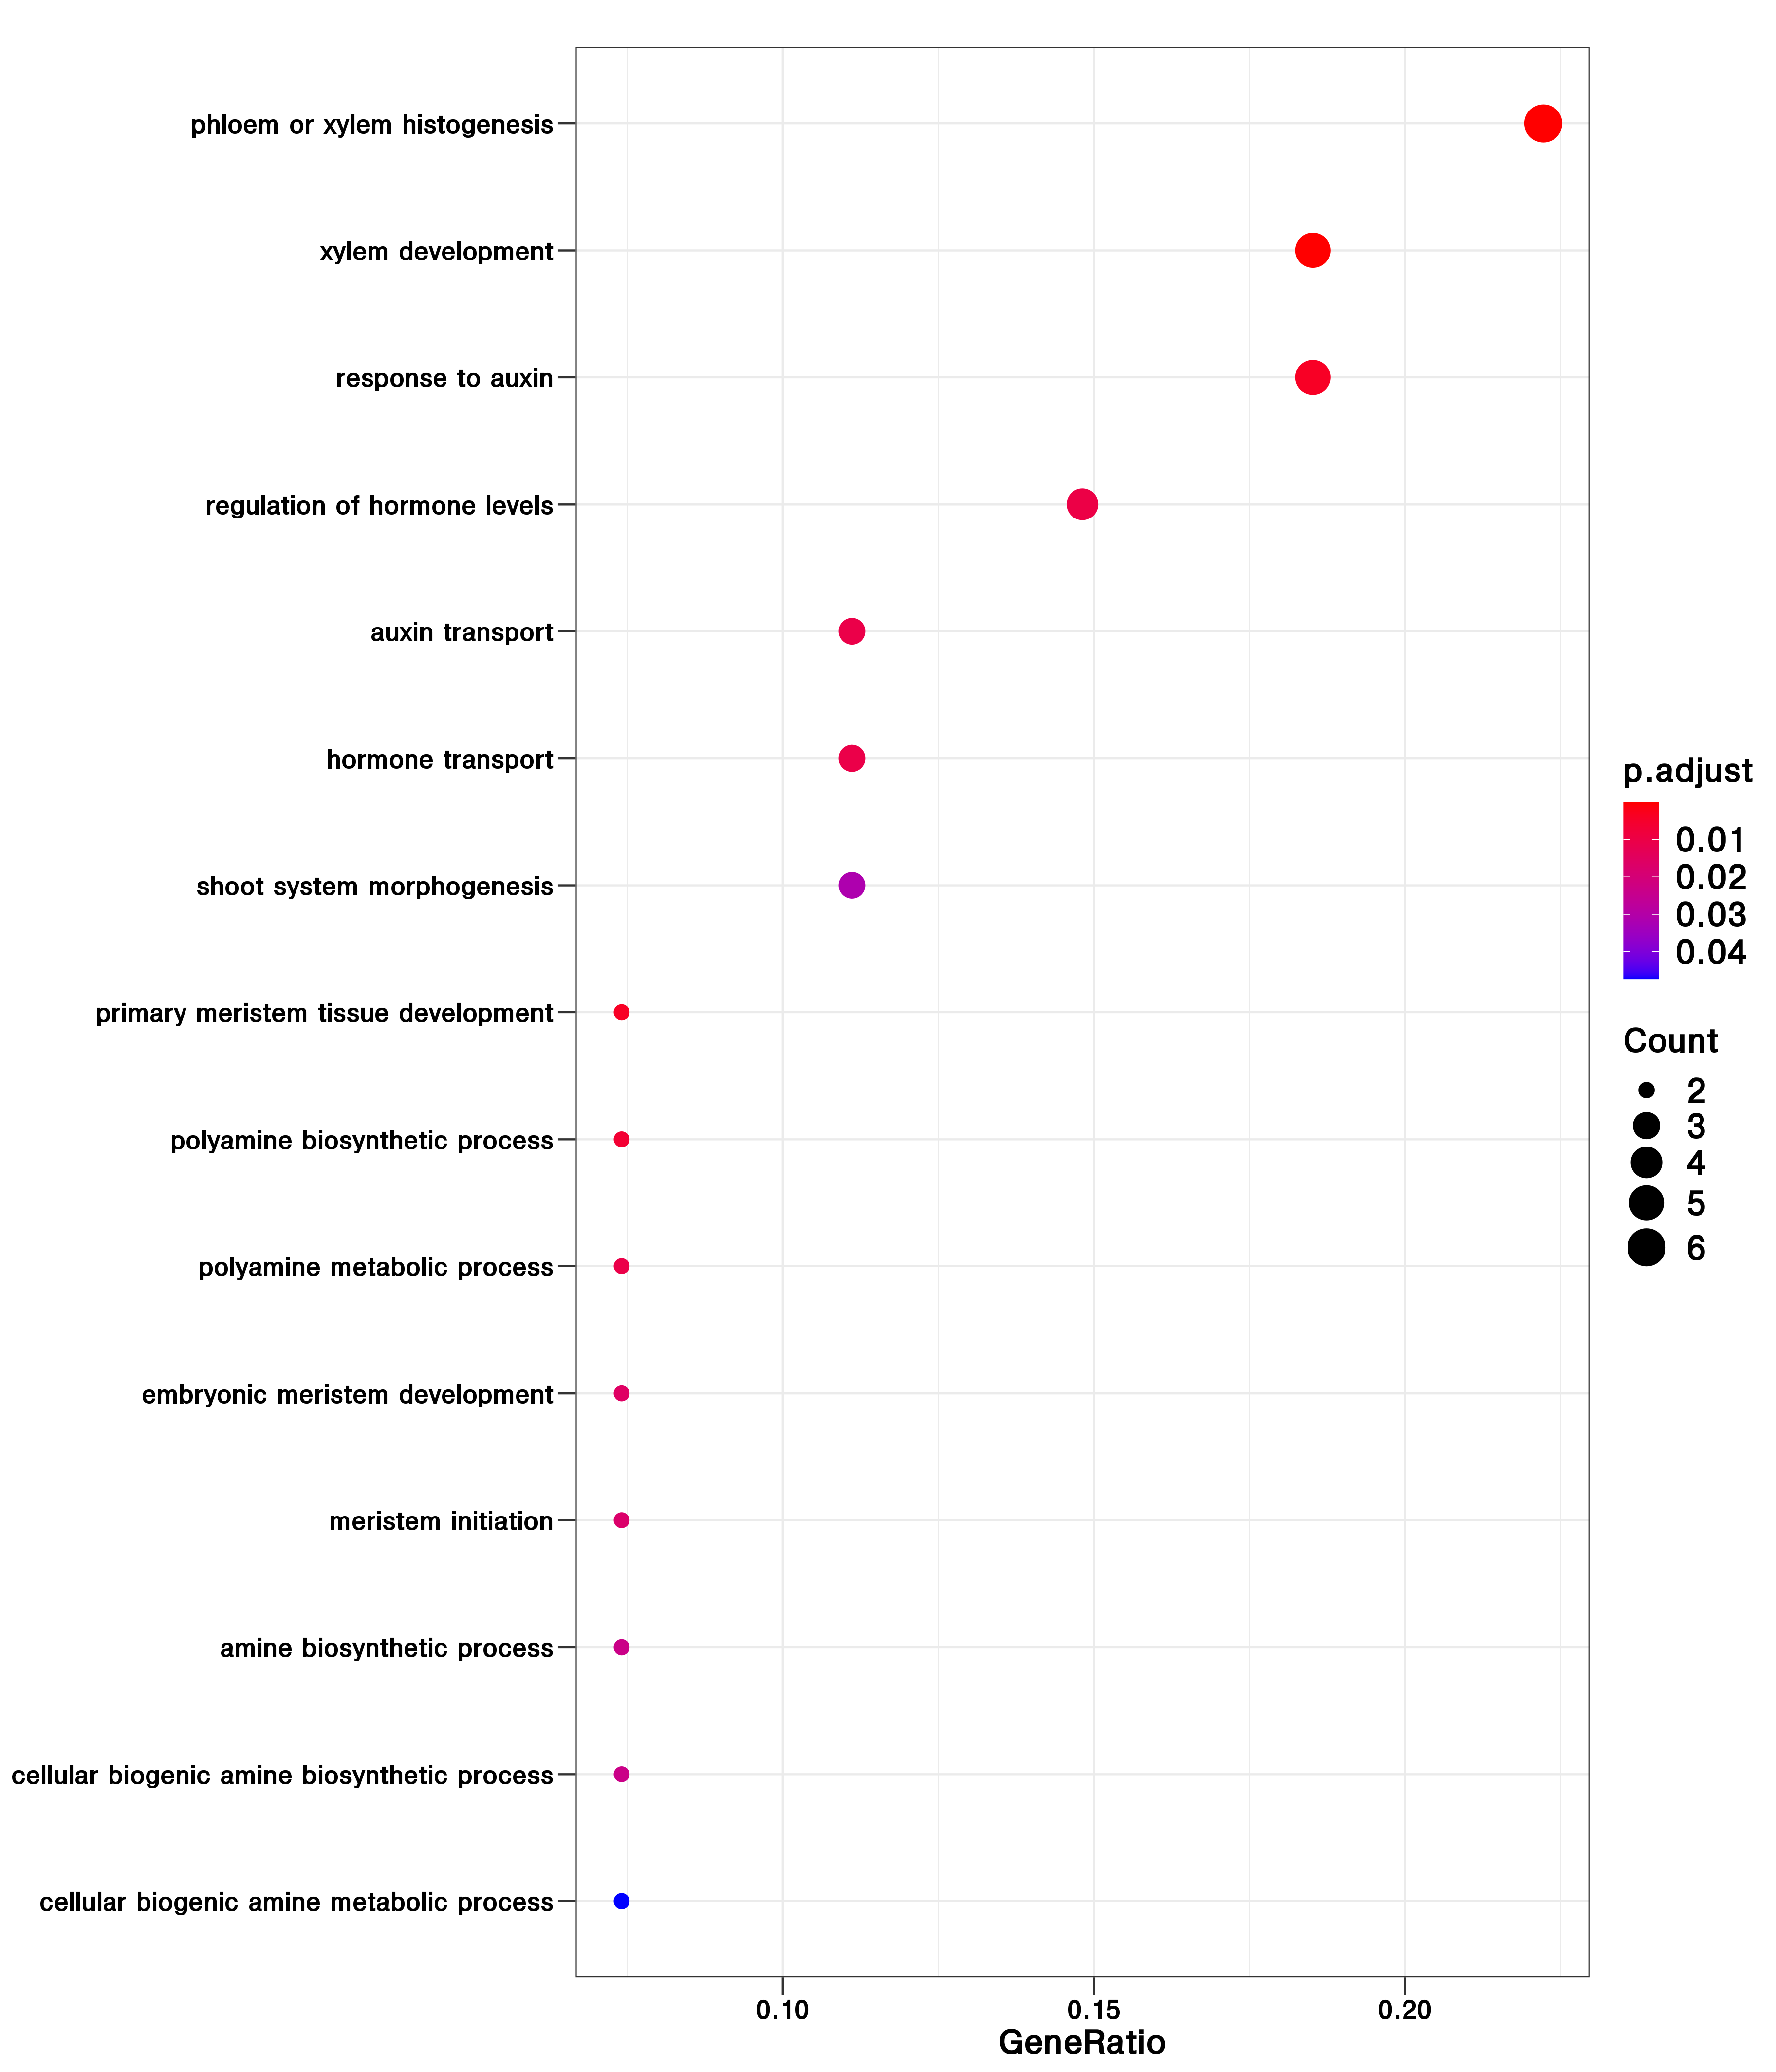 phloem or xylem histogenesis
xylem development
response to auxin
regulation of hormone levels
auxin transport
hormone transport
shoot system morphogenesis
primary meristem tissue development
polyamine biosynthetic process
polyamine metabolic process
embryonic meristem development
meristem initiation
amine biosynthetic process
cellular biogenic amine biosynthetic process
cellular biogenic amine metabolic process
0.10 0.15 0.20
GeneRatio
p.adjust
0.01
0.02
0.03
0.04
Count
2
3
4
5
6